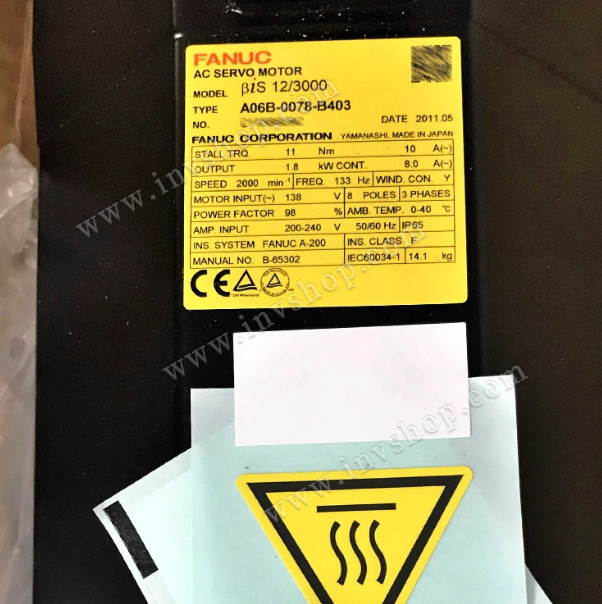 FANUC
AC SERVO MOTOR
MODEL βiS 12/3000
TYPE A06B-0078-B403
NO.
DATE 2011.05
FANUC CORPORATION YAMANASHI, MADE IN JAPAN
STALL TRQ. 11 Nm 10 A(~)
OUTPUT 1.8 kW CONT. 8.0 A(~)
SPEED 2000 min⁻¹ FREQ. 133 Hz WIND. CON. Y
MOTOR INPUT(~) 138 V 8 POLES 3 PHASES
POWER FACTOR 98 % AMB. TEMP. 0-40 ℃
AMP. INPUT 200-240 V 50/60 Hz IP65
INS. SYSTEM FANUC A-200 INS. CLASS F
MANUAL NO. B-65302 IEC60034-1 14.1 kg
CE
www.invshop.com
www.invshop.com
www.invshop.com